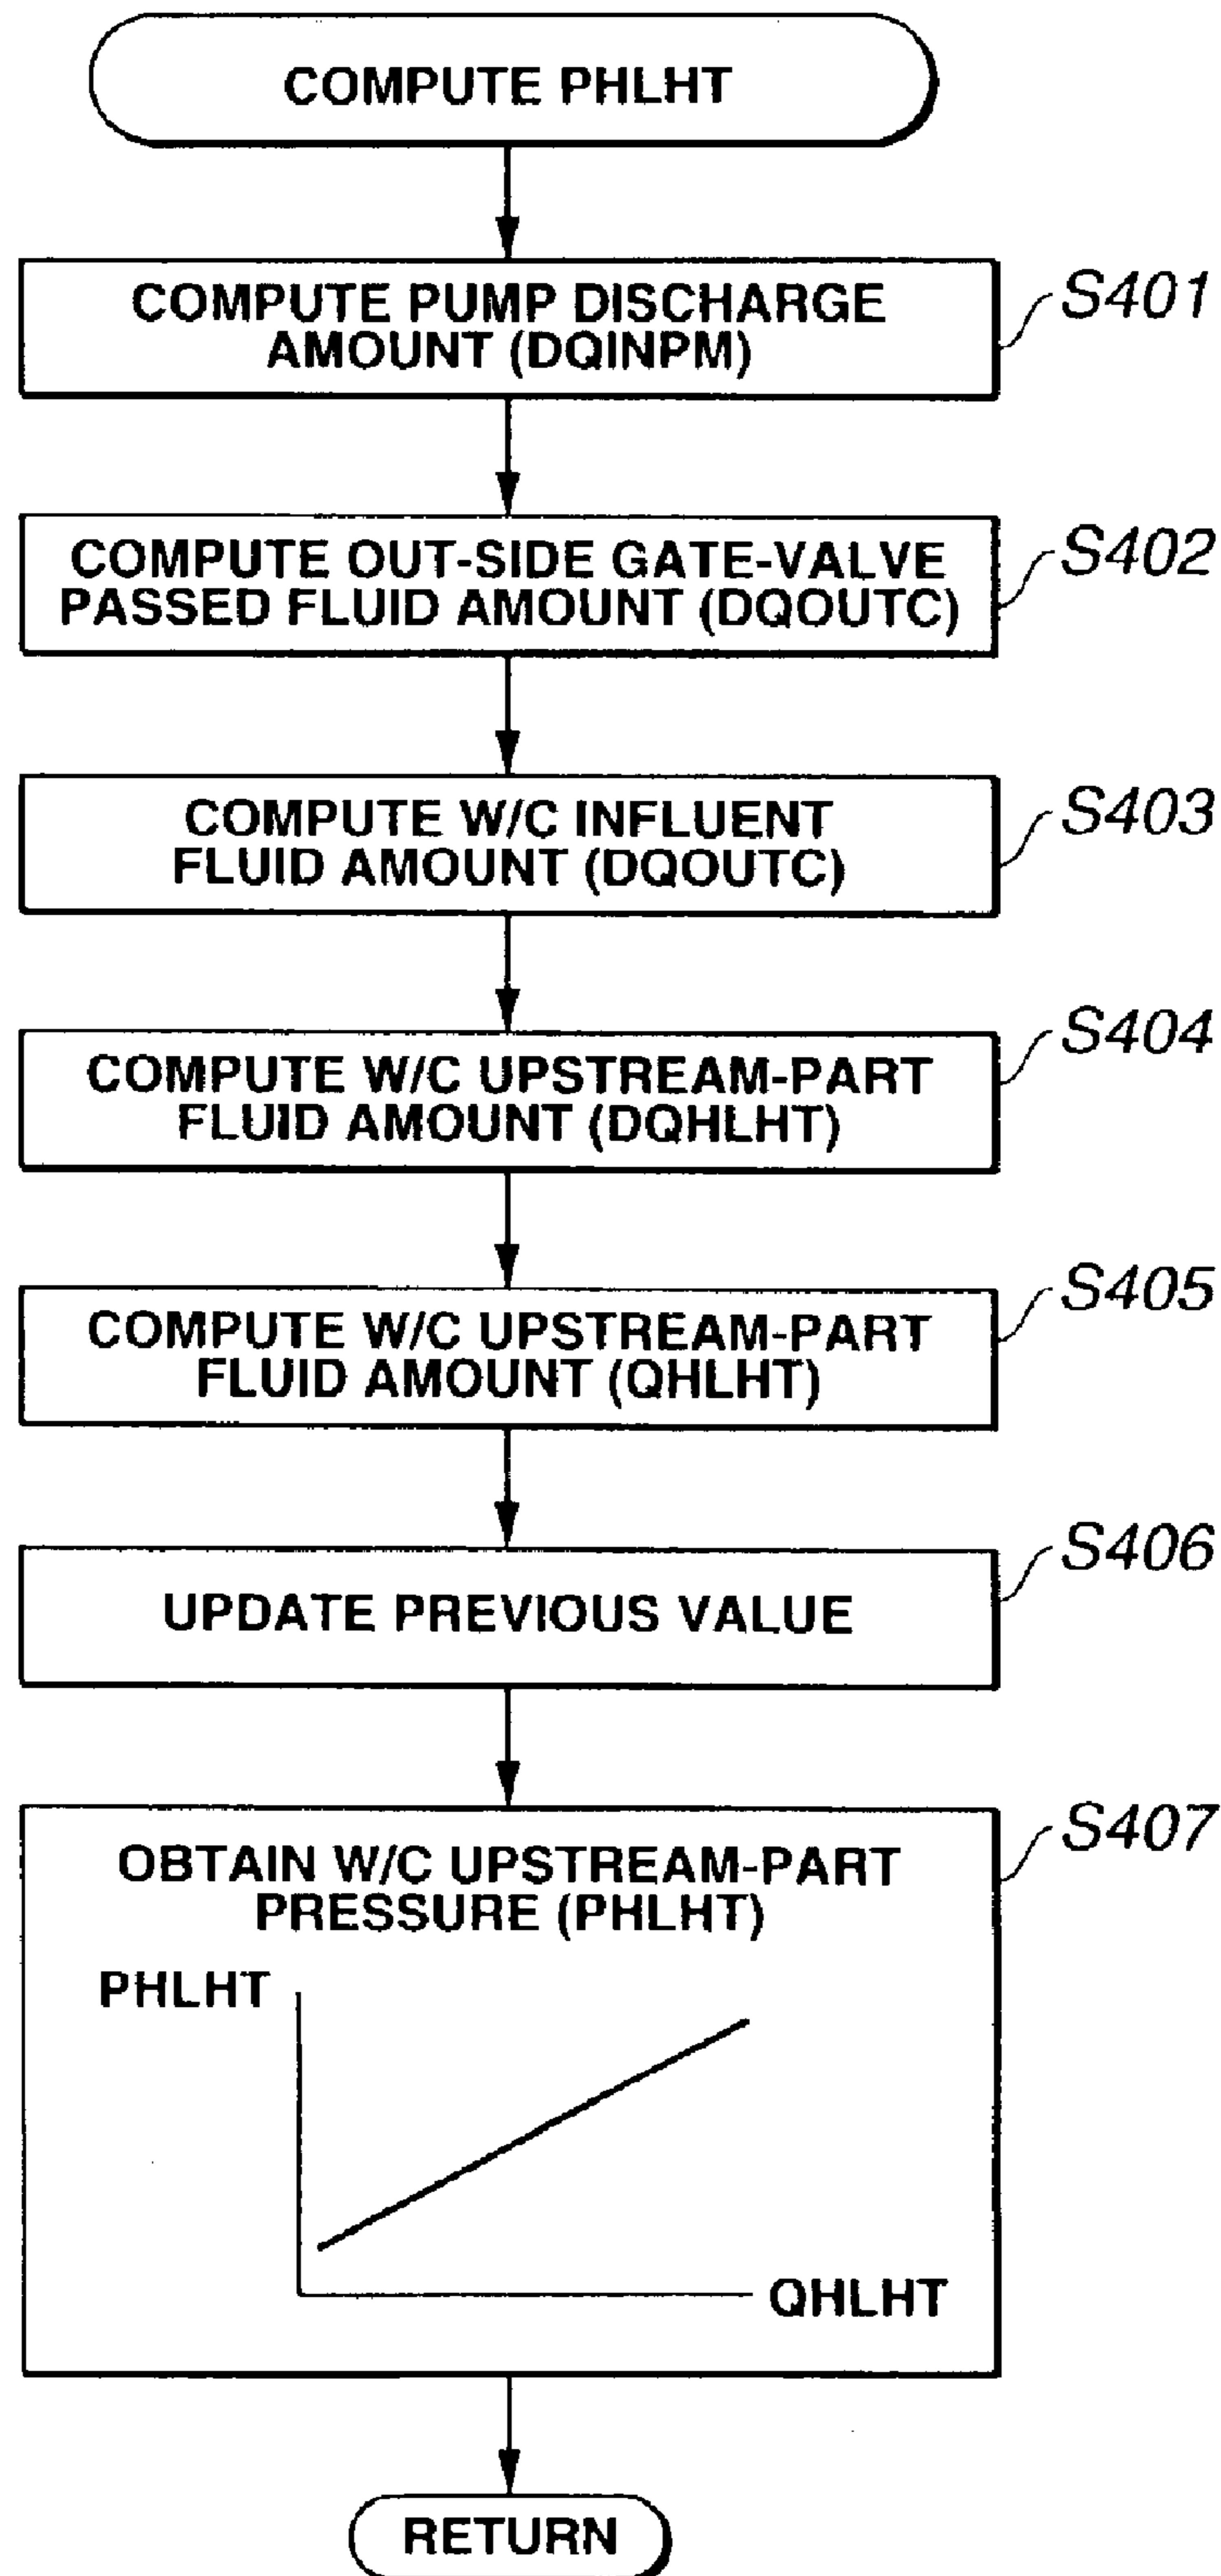 COMPUTE PHLHT
COMPUTE PUMP DISCHARGE
AMOUNT (DQINPM)
S401
COMPUTE OUT-SIDE GATE-VALVE
PASSED FLUID AMOUNT (DQOUTC)
S402
COMPUTE W/C INFLUENT
FLUID AMOUNT (DQOUTC)
S403
COMPUTE W/C UPSTREAM-PART
FLUID AMOUNT (DQHLHT)
S404
COMPUTE W/C UPSTREAM-PART
FLUID AMOUNT (QHLHT)
S405
UPDATE PREVIOUS VALUE
S406
OBTAIN W/C UPSTREAM-PART
PRESSURE (PHLHT)
S407
PHLHT
QHLHT
RETURN